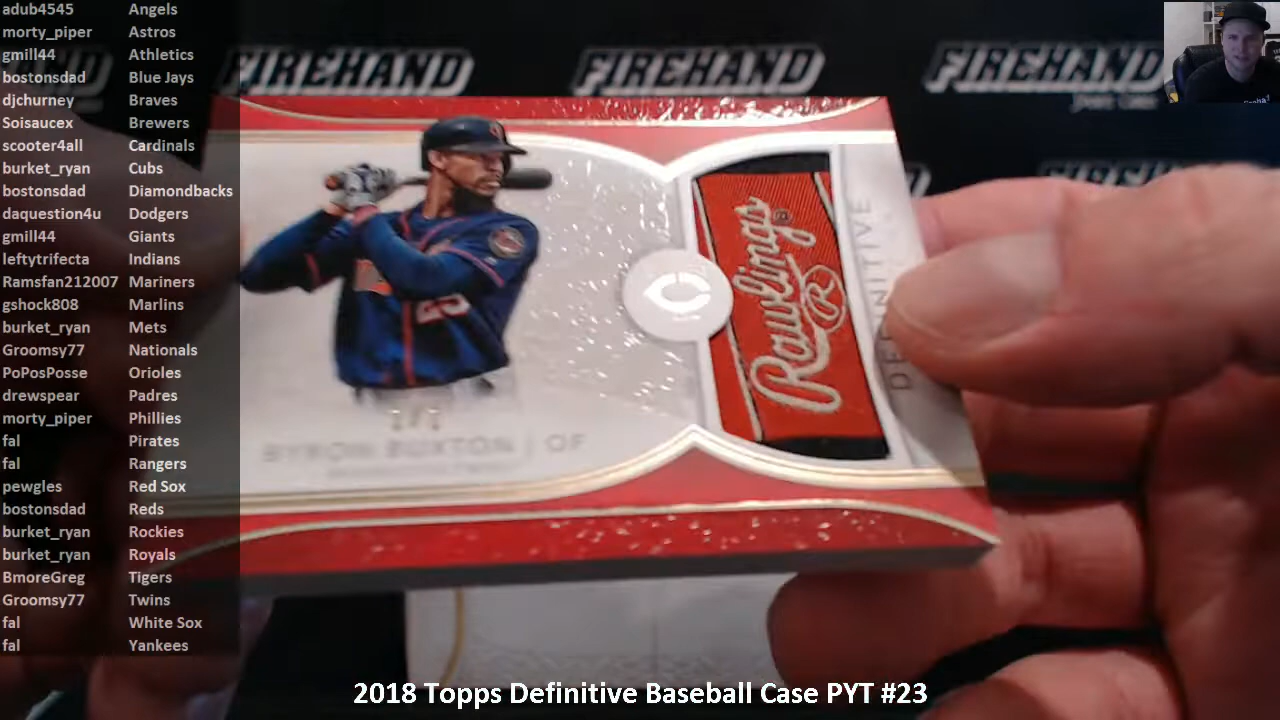 adub4545 Angels
morty_piper Astros
gmill44 Athletics
bostonsdad Blue Jays
djchurney Braves
Soisaucex Brewers
scooter4all Cardinals
burket_ryan Cubs
bostonsdad Diamondbacks
daquestion4u Dodgers
gmill44 Giants
leftytrifecta Indians
Ramsfan212007 Mariners
gshock808 Marlins
burket_ryan Mets
Groomsy77 Nationals
PoPosPosse Orioles
drewspear Padres
morty_piper Phillies
fal Pirates
fal Rangers
pewgles Red Sox
bostonsdad Reds
burket_ryan Rockies
burket_ryan Royals
BmoreGreg Tigers
Groomsy77 Twins
fal White Sox
fal Yankees
FIREHAND FIREHAND FIREHAND
Rawlings ®
R
DEFINITIVE
25
BYRON BUXTON | OF
2018 Topps Definitive Baseball Case PYT #23